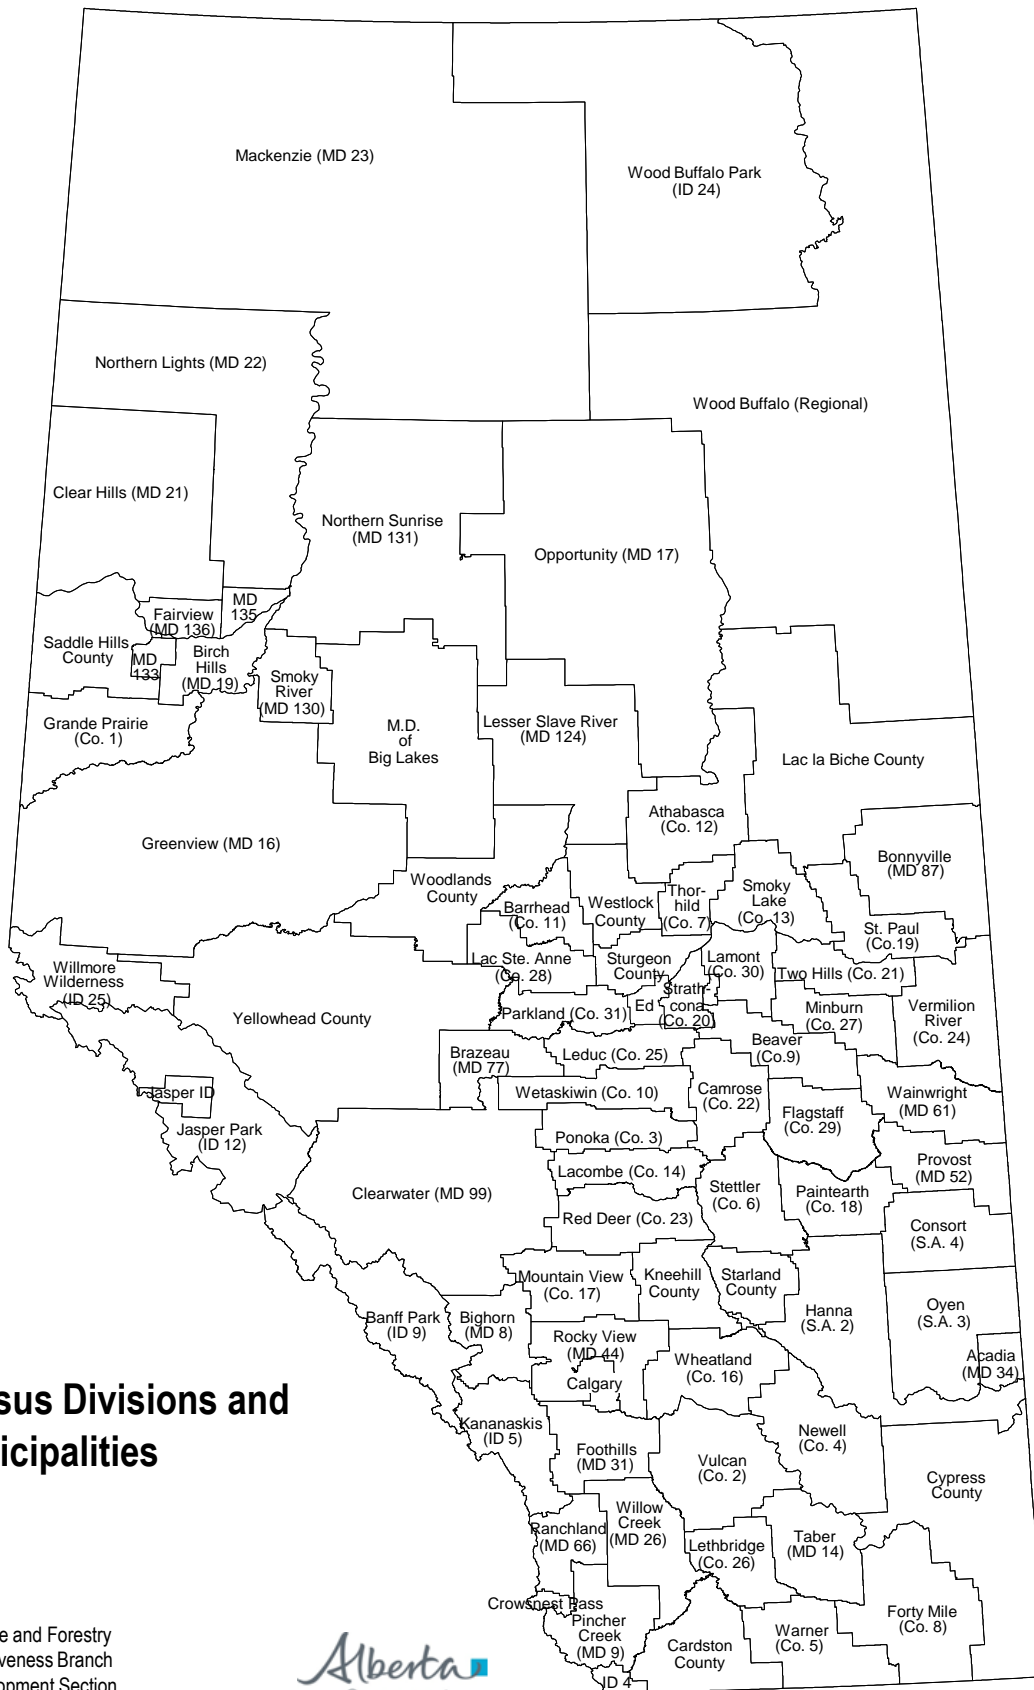 Mackenzie (MD 23)
Wood Buffalo Park
(ID 24)
Northern Lights (MD 22)
Wood Buffalo (Regional)
Clear Hills (MD 21)
Northern Sunrise
(MD 131)
Opportunity (MD 17)
MD
135
Fairview
(MD 136)
Saddle Hills
County
MD
133
Birch
Hills
(MD 19)
Smoky
River
(MD 130)
Grande Prairie
(Co. 1)
M.D.
of
Big Lakes
Lesser Slave River
(MD 124)
Lac la Biche County
Athabasca
(Co. 12)
Greenview (MD 16)
Bonnyville
(MD 87)
Woodlands
County
Barrhead
(Co. 11)
Westlock
County
Thor-
hild
(Co. 7)
Smoky
Lake
(Co. 13)
St. Paul
(Co.19)
Willmore
Wilderness
(ID 25)
Lac Ste. Anne
(Co. 28)
Sturgeon
County
Lamont
(Co. 30)
Two Hills (Co. 21)
Yellowhead County
Parkland (Co. 31)
Ed
Strath-
cona
(Co. 20)
Minburn
(Co. 27)
Vermilion
River
(Co. 24)
Brazeau
(MD 77)
Leduc (Co. 25)
Beaver
(Co.9)
Jasper ID
Wetaskiwin (Co. 10)
Camrose
(Co. 22)
Wainwright
(MD 61)
Flagstaff
(Co. 29)
Jasper Park
(ID 12)
Ponoka (Co. 3)
Provost
(MD 52)
Lacombe (Co. 14)
Clearwater (MD 99)
Stettler
(Co. 6)
Paintearth
(Co. 18)
Red Deer (Co. 23)
Consort
(S.A. 4)
Mountain View
(Co. 17)
Kneehill
County
Starland
County
Hanna
(S.A. 2)
Oyen
(S.A. 3)
Banff Park
(ID 9)
Bighorn
(MD 8)
Rocky View
(MD 44)
Wheatland
(Co. 16)
Acadia
(MD 34)
Calgary
sus Divisions and
icipalities
Kananaskis
(ID 5)
Foothills
(MD 31)
Vulcan
(Co. 2)
Newell
(Co. 4)
Cypress
County
Willow
Creek
(MD 26)
Ranchland
(MD 66)
Lethbridge
(Co. 26)
Taber
(MD 14)
Crowsnest Pass
Pincher
Creek
(MD 9)
Forty Mile
(Co. 8)
Warner
(Co. 5)
Cardston
County
ID 4
e and Forestry
veness Branch
opment Section
Alberta